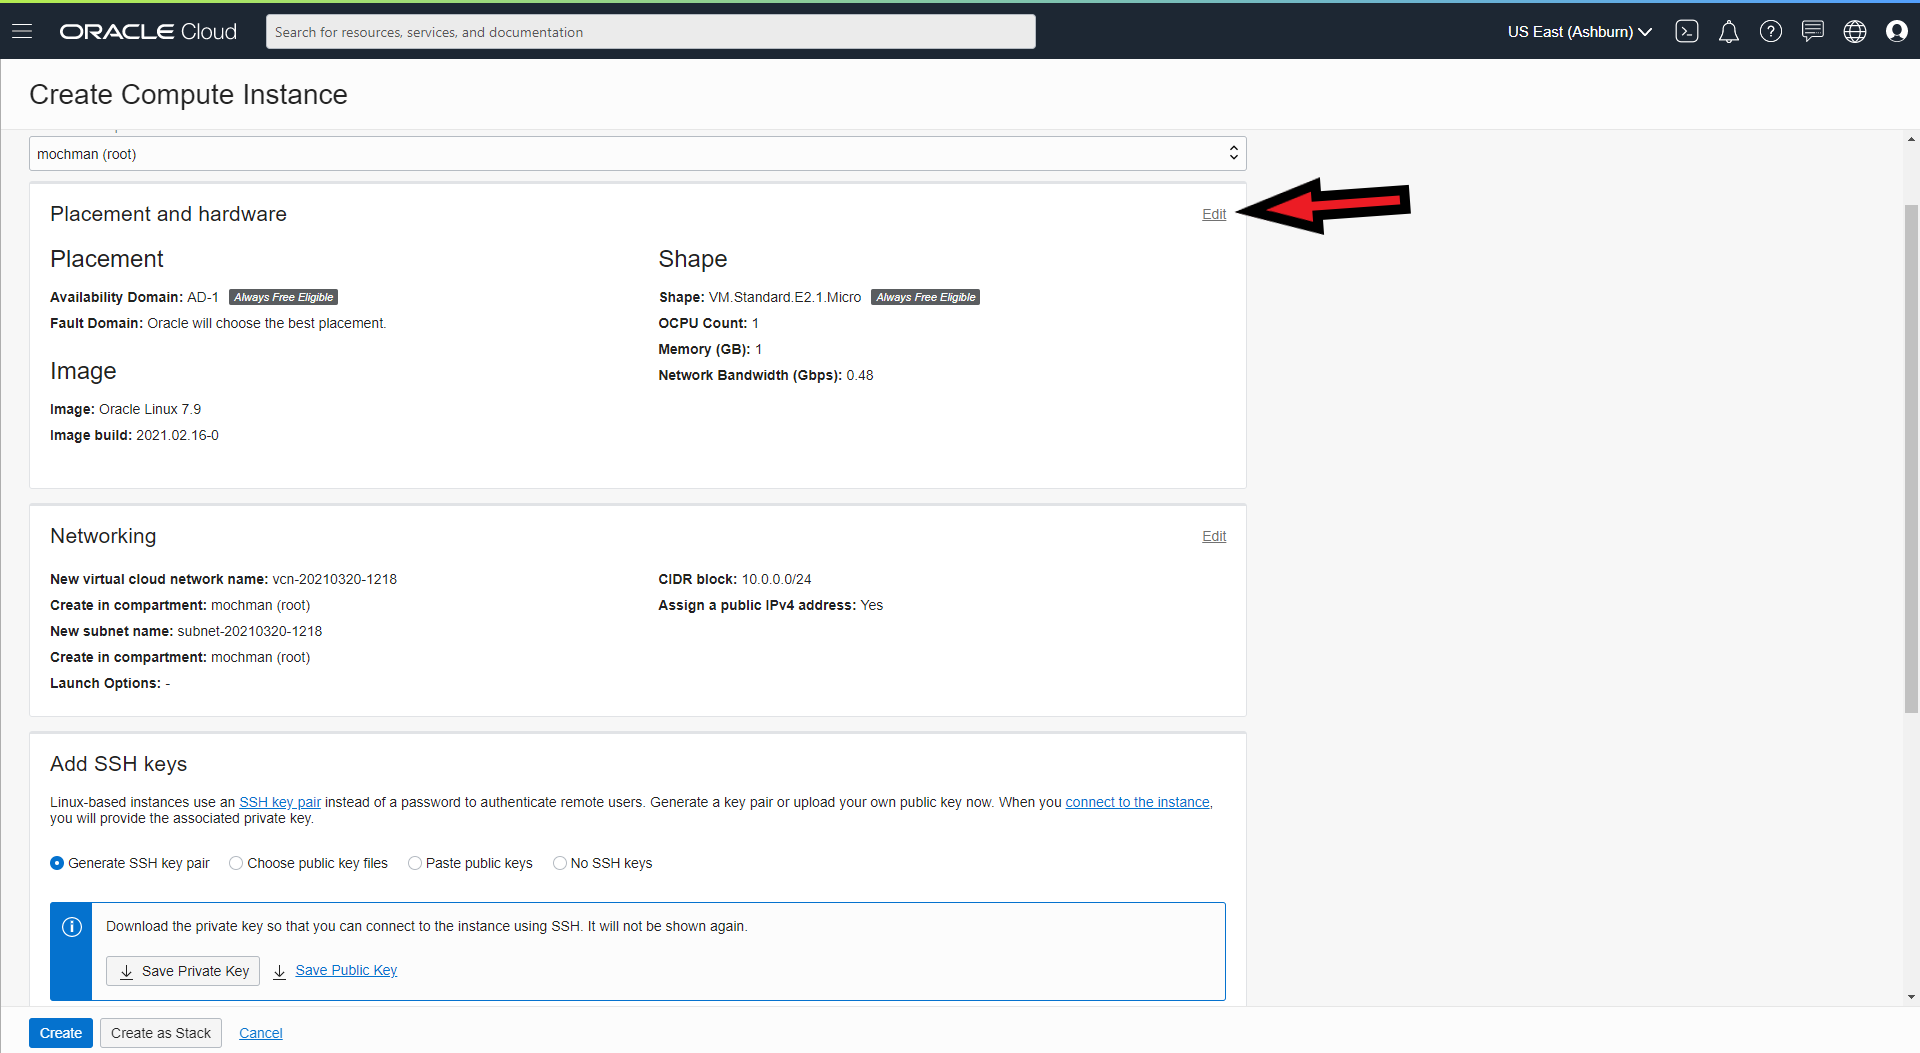 ORACLE Cloud
Search for resources, services, and documentation
US East (Ashburn)
Create Compute Instance
mochman (root)
Placement and hardware
Edit
Placement
Availability Domain: AD-1 Always Free Eligible
Fault Domain: Oracle will choose the best placement.
Image
Image: Oracle Linux 7.9
Image build: 2021.02.16-0
Shape
Shape: VM.Standard.E2.1.Micro Always Free Eligible
OCPU Count: 1
Memory (GB): 1
Network Bandwidth (Gbps): 0.48
Networking
Edit
New virtual cloud network name: vcn-20210320-1218
Create in compartment: mochman (root)
New subnet name: subnet-20210320-1218
Create in compartment: mochman (root)
Launch Options: -
CIDR block: 10.0.0.0/24
Assign a public IPv4 address: Yes
Add SSH keys
Linux-based instances use an SSH key pair instead of a password to authenticate remote users. Generate a key pair or upload your own public key now. When you connect to the instance,
you will provide the associated private key.
Generate SSH key pair
Choose public key files
Paste public keys
No SSH keys
Download the private key so that you can connect to the instance using SSH. It will not be shown again.
Save Private Key
Save Public Key
Create
Create as Stack
Cancel